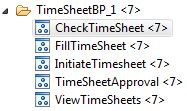 TimeSheetBP_1 <7>
CheckTimeSheet <7>
FillTimeSheet <7>
InitiateTimesheet <7>
TimeSheetApproval <7>
ViewTimeSheets <7>